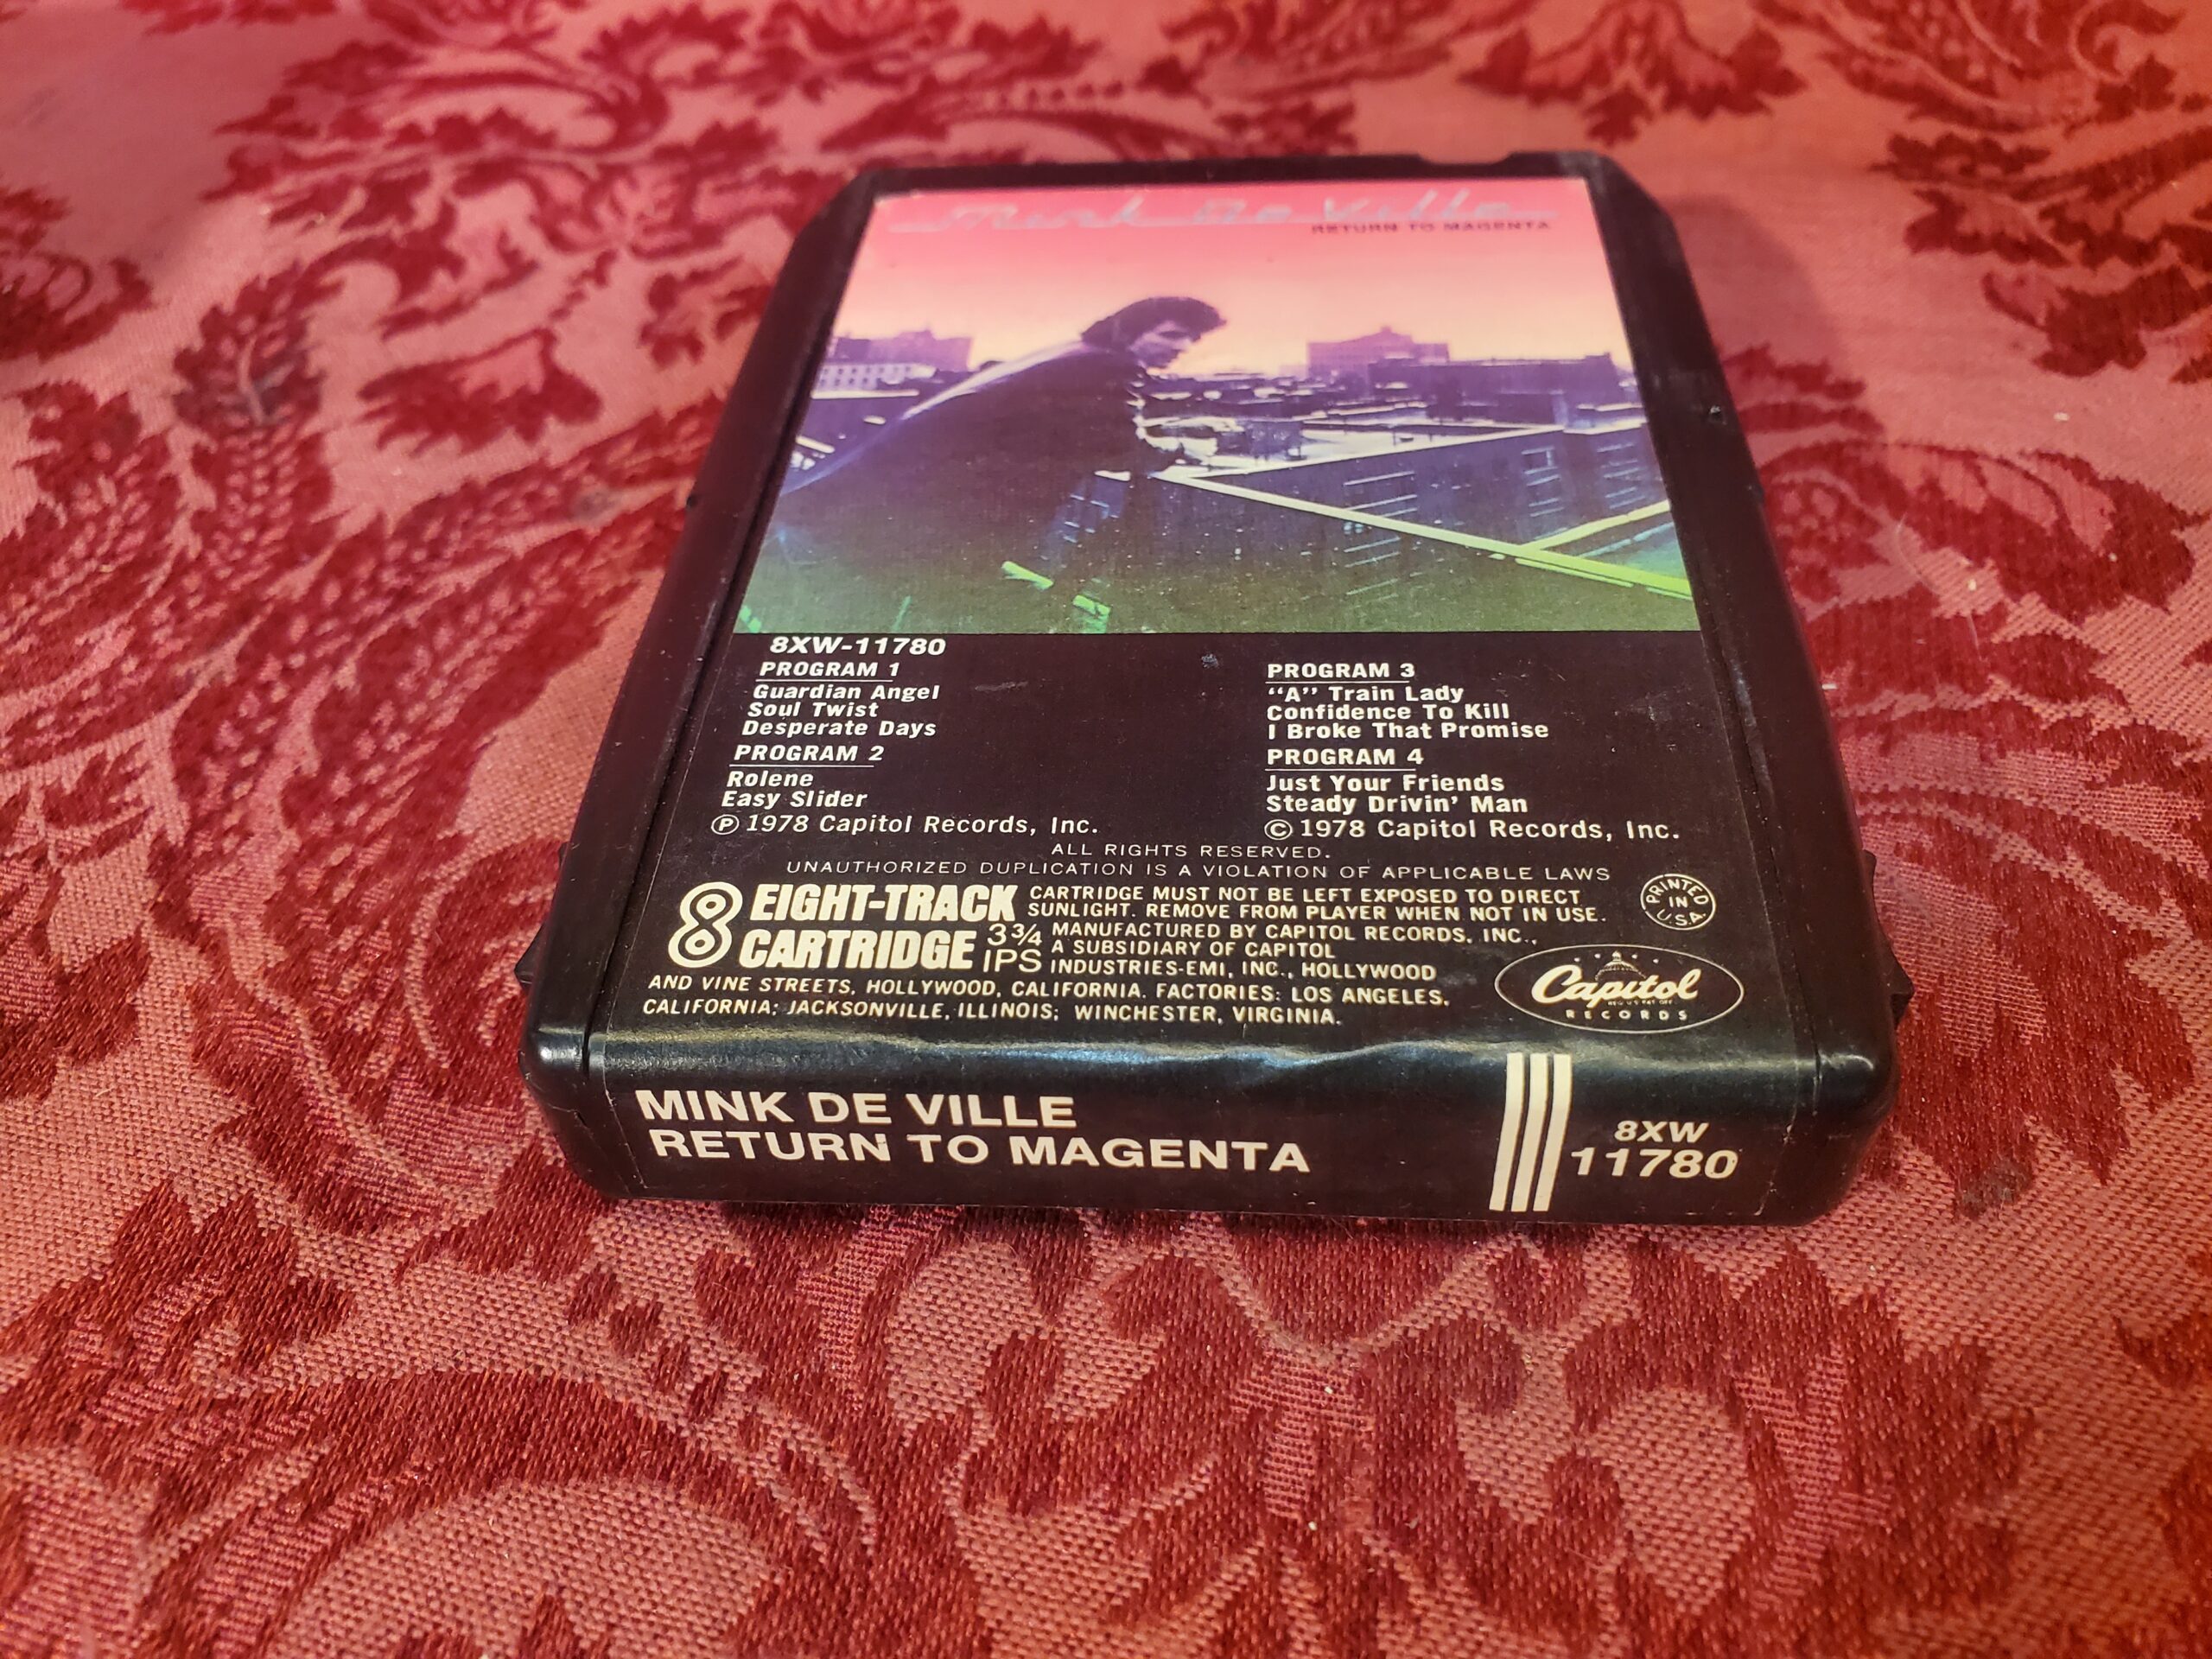 Mink De Ville
RETURN TO MAGENTA
8XW-11780
PROGRAM 1
Guardian Angel
Soul Twist
Desperate Days
PROGRAM 2
Rolene
Easy Slider
Ⓟ 1978 Capitol Records, Inc.
PROGRAM 3
“A” Train Lady
Confidence To Kill
I Broke That Promise
PROGRAM 4
Just Your Friends
Steady Drivin’ Man
© 1978 Capitol Records, Inc.
ALL RIGHTS RESERVED.
UNAUTHORIZED DUPLICATION IS A VIOLATION OF APPLICABLE LAWS
8 EIGHT-TRACK
CARTRIDGE 3¾
IPS
CARTRIDGE MUST NOT BE LEFT EXPOSED TO DIRECT
SUNLIGHT. REMOVE FROM PLAYER WHEN NOT IN USE.
MANUFACTURED BY CAPITOL RECORDS, INC.,
A SUBSIDIARY OF CAPITOL
INDUSTRIES-EMI, INC., HOLLYWOOD
AND VINE STREETS, HOLLYWOOD, CALIFORNIA. FACTORIES: LOS ANGELES,
CALIFORNIA; JACKSONVILLE, ILLINOIS; WINCHESTER, VIRGINIA.
PRINTED
IN
U.S.A.
Capitol
RECORDS
MINK DE VILLE
RETURN TO MAGENTA
8XW
11780